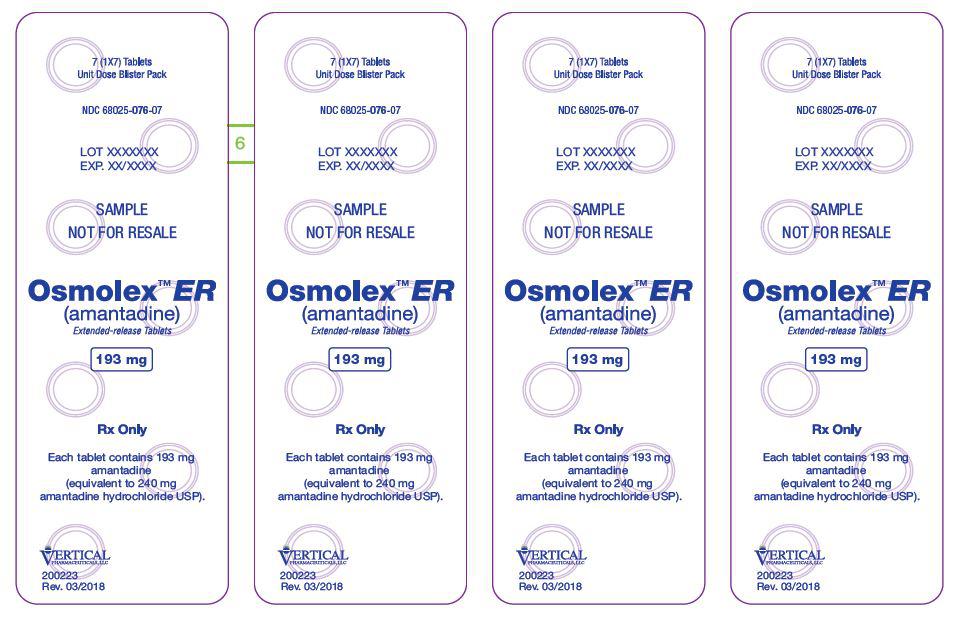 7 (1X7) Tablets
Unit Dose Blister Pack
NDC 68025-076-07
LOT XXXXXXX
EXP. XX/XXXX
SAMPLE
NOT FOR RESALE
Osmolex™ ER
(amantadine)
Extended-release Tablets
193 mg
Rx Only
Each tablet contains 193 mg
amantadine
(equivalent to 240 mg
amantadine hydrochloride USP).
VERTICAL
PHARMACEUTICALS, LLC
200223
Rev. 03/2018
6
7 (1X7) Tablets
Unit Dose Blister Pack
NDC 68025-076-07
LOT XXXXXXX
EXP. XX/XXXX
SAMPLE
NOT FOR RESALE
Osmolex™ ER
(amantadine)
Extended-release Tablets
193 mg
Rx Only
Each tablet contains 193 mg
amantadine
(equivalent to 240 mg
amantadine hydrochloride USP).
VERTICAL
PHARMACEUTICALS, LLC
200223
Rev. 03/2018
7 (1X7) Tablets
Unit Dose Blister Pack
NDC 68025-076-07
LOT XXXXXXX
EXP. XX/XXXX
SAMPLE
NOT FOR RESALE
Osmolex™ ER
(amantadine)
Extended-release Tablets
193 mg
Rx Only
Each tablet contains 193 mg
amantadine
(equivalent to 240 mg
amantadine hydrochloride USP).
VERTICAL
PHARMACEUTICALS, LLC
200223
Rev. 03/2018
7 (1X7) Tablets
Unit Dose Blister Pack
NDC 68025-076-07
LOT XXXXXXX
EXP. XX/XXXX
SAMPLE
NOT FOR RESALE
Osmolex™ ER
(amantadine)
Extended-release Tablets
193 mg
Rx Only
Each tablet contains 193 mg
amantadine
(equivalent to 240 mg
amantadine hydrochloride USP).
VERTICAL
PHARMACEUTICALS, LLC
200223
Rev. 03/2018